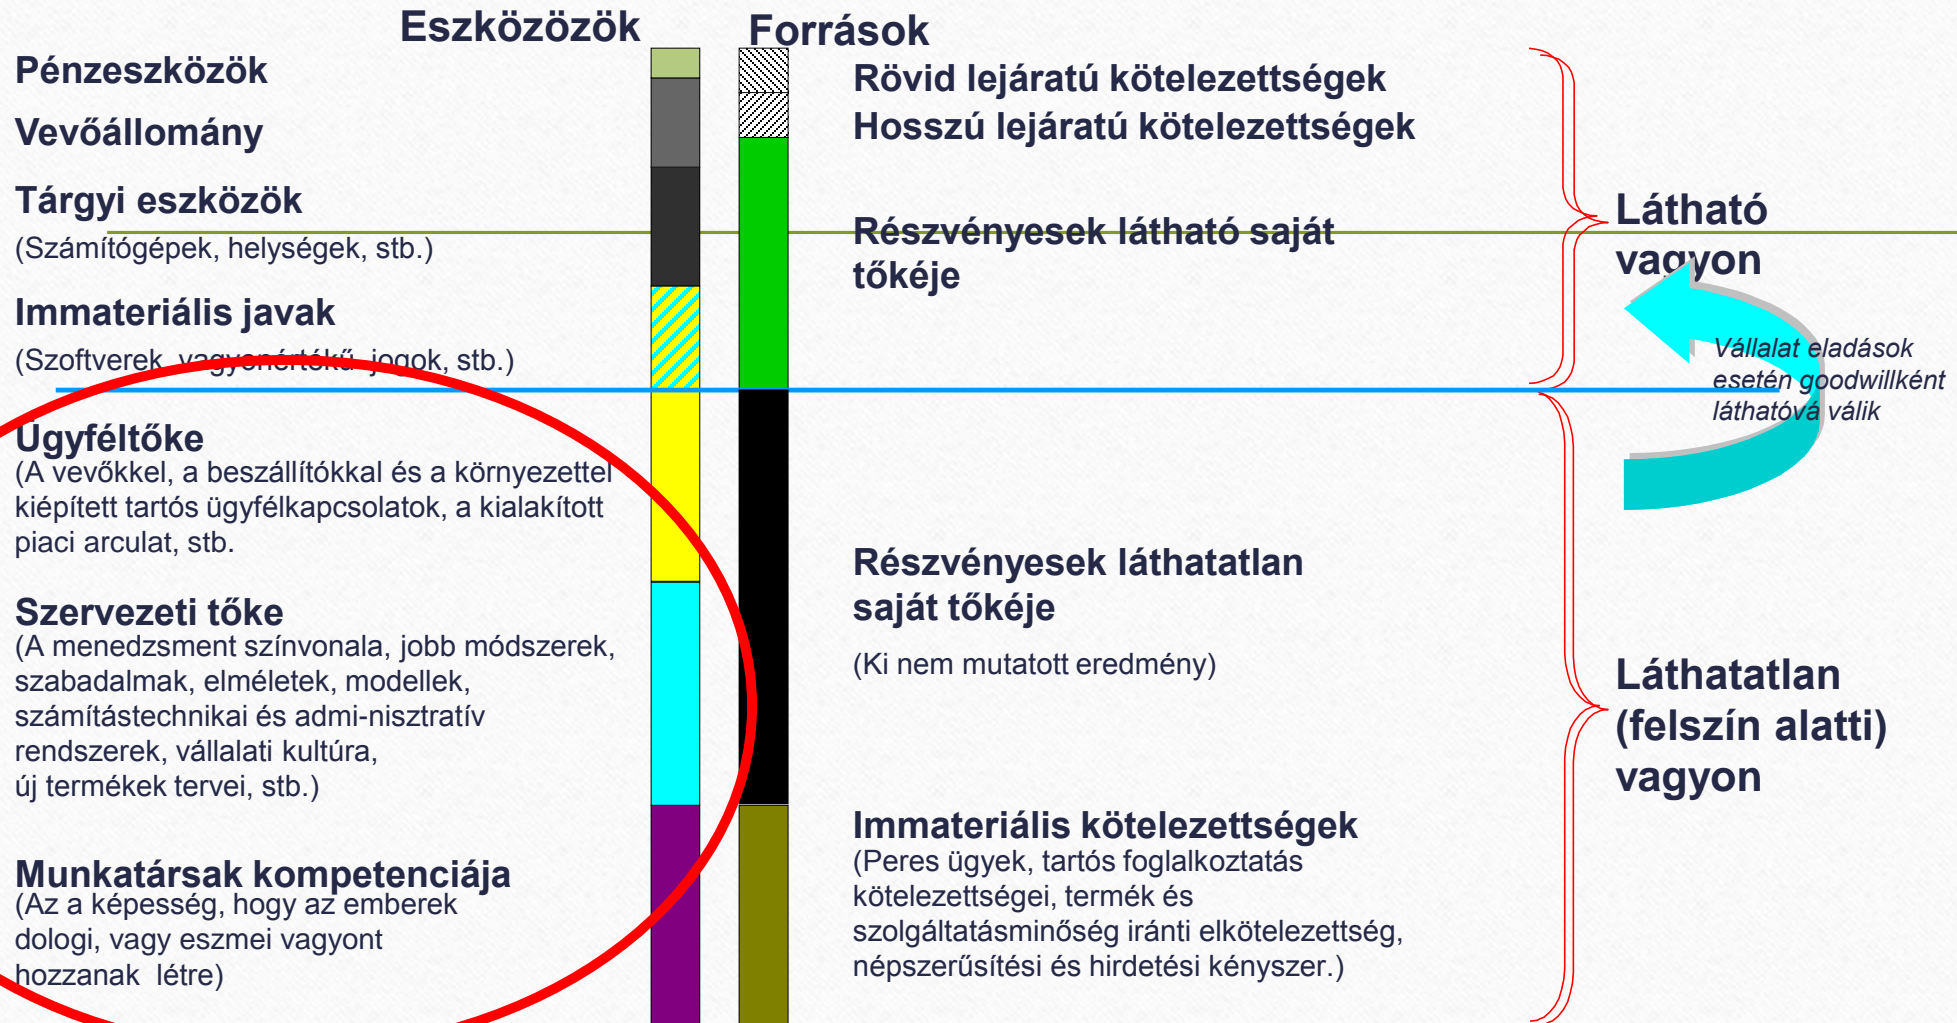 Eszközözök
Források
Pénzeszközök
Vevőállomány
Tárgyi eszközök
(Számítógépek, helységek, stb.)
Immateriális javak
(Szoftverek, vagyonértékű jogok, stb.)
Ügyféltőke
(A vevőkkel, a beszállítókkal és a környezettel
kiépített tartós ügyfélkapcsolatok, a kialakított
piaci arculat, stb.
Szervezeti tőke
(A menedzsment színvonala, jobb módszerek,
szabadalmak, elméletek, modellek,
számítástechnikai és admi-nisztratív
rendszerek, vállalati kultúra,
új termékek tervei, stb.)
Munkatársak kompetenciája
(Az a képesség, hogy az emberek
dologi, vagy eszmei vagyont
hozzanak létre)
Rövid lejáratú kötelezettségek
Hosszú lejáratú kötelezettségek
Részvényesek látható saját
tőkéje
Részvényesek láthatatlan
saját tőkéje
(Ki nem mutatott eredmény)
Immateriális kötelezettségek
(Peres ügyek, tartós foglalkoztatás
kötelezettségei, termék és
szolgáltatásminőség iránti elkötelezettség,
népszerűsítési és hirdetési kényszer.)
Látható
vagyon
Vállalat eladások
esetén goodwillként
láthatóvá válik
Láthatatlan
(felszín alatti)
vagyon